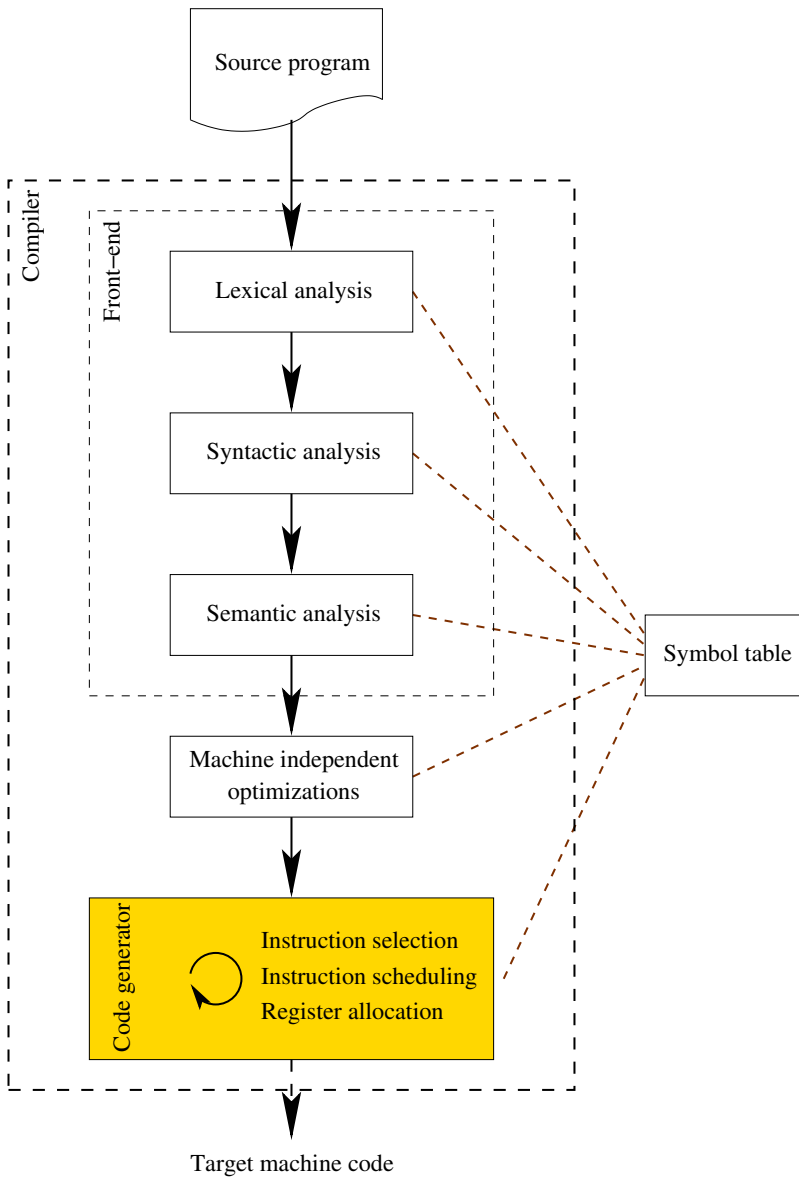 Source program
Compiler
Front−end
Lexical analysis
Syntactic analysis
Semantic analysis
Symbol table
Machine independent
optimizations
Code generator
Instruction selection
Instruction scheduling
Register allocation
Target machine code